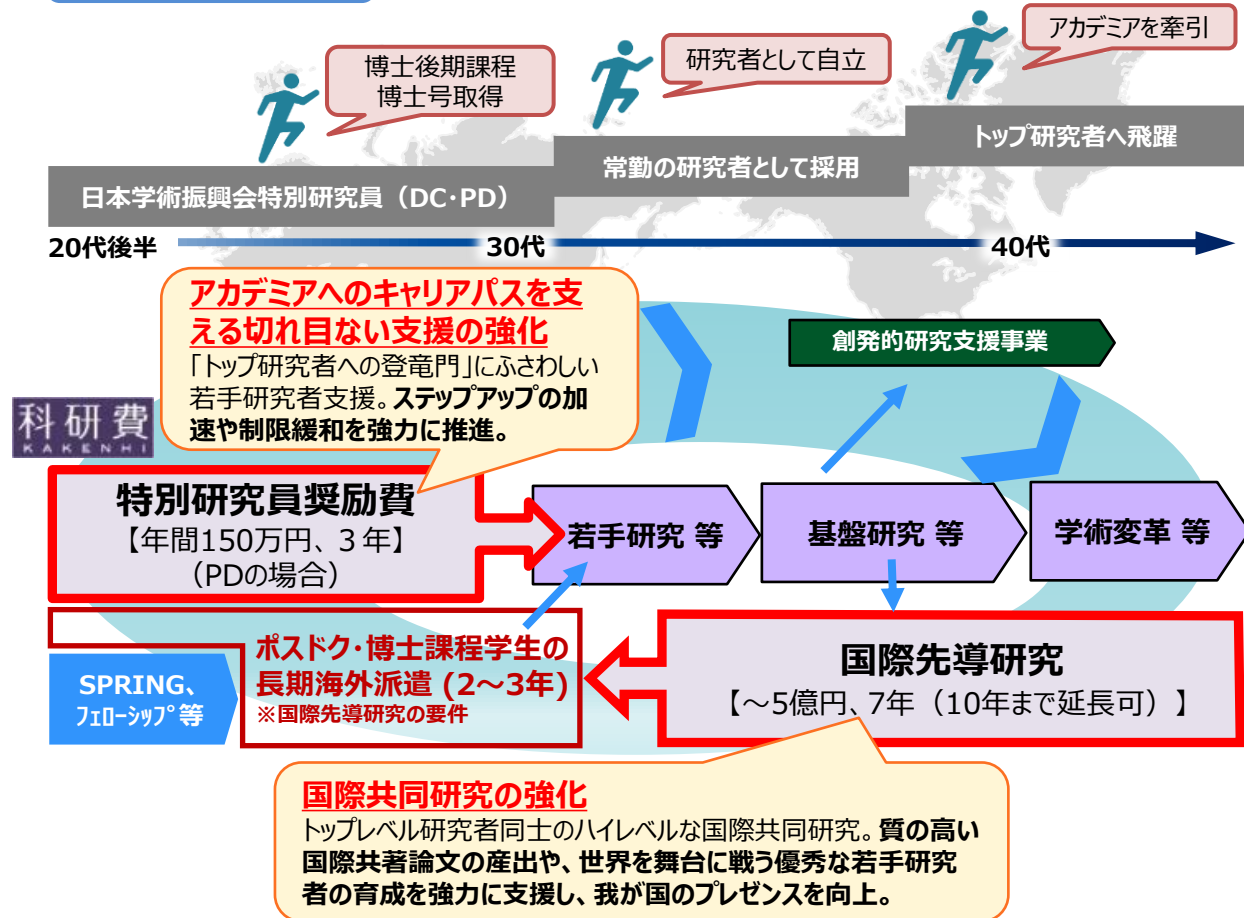 博士後期課程
博士号取得
研究者として自立
アカデミアを牽引
日本学術振興会特別研究員（DC・PD）
常勤の研究者として採用
トップ研究者へ飛躍
20代後半
30代
40代
アカデミアへのキャリアパスを支
える切れ目ない支援の強化
「トップ研究者への登竜門」にふさわしい
若手研究者支援。ステップアップの加
速や制限緩和を強力に推進。
創発的研究支援事業
科研費
KAKENHI
特別研究員奨励費
【年間150万円、３年】
（PDの場合）
若手研究 等
基盤研究 等
学術変革 等
SPRING、
ﾌｪﾛｰｼｯﾌﾟ等
ポスドク・博士課程学生の
長期海外派遣 (2～3年)
※国際先導研究の要件
国際先導研究
【～5億円、7年（10年まで延長可）】
国際共同研究の強化
トップレベル研究者同士のハイレベルな国際共同研究。質の高い
国際共著論文の産出や、世界を舞台に戦う優秀な若手研究
者の育成を強力に支援し、我が国のプレゼンスを向上。